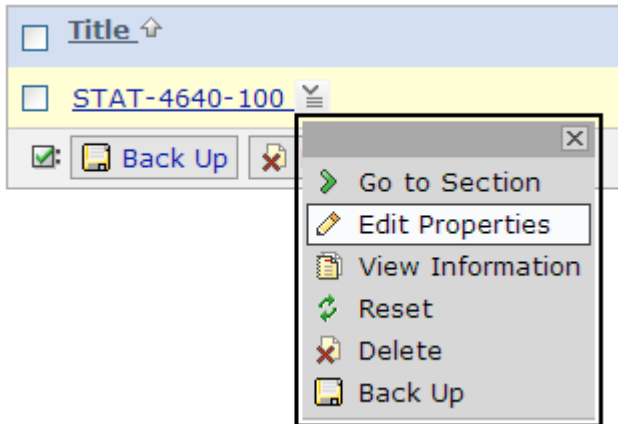 Title
STAT-4640-100
: Back Up
Go to Section
Edit Properties
View Information
Reset
Delete
Back Up